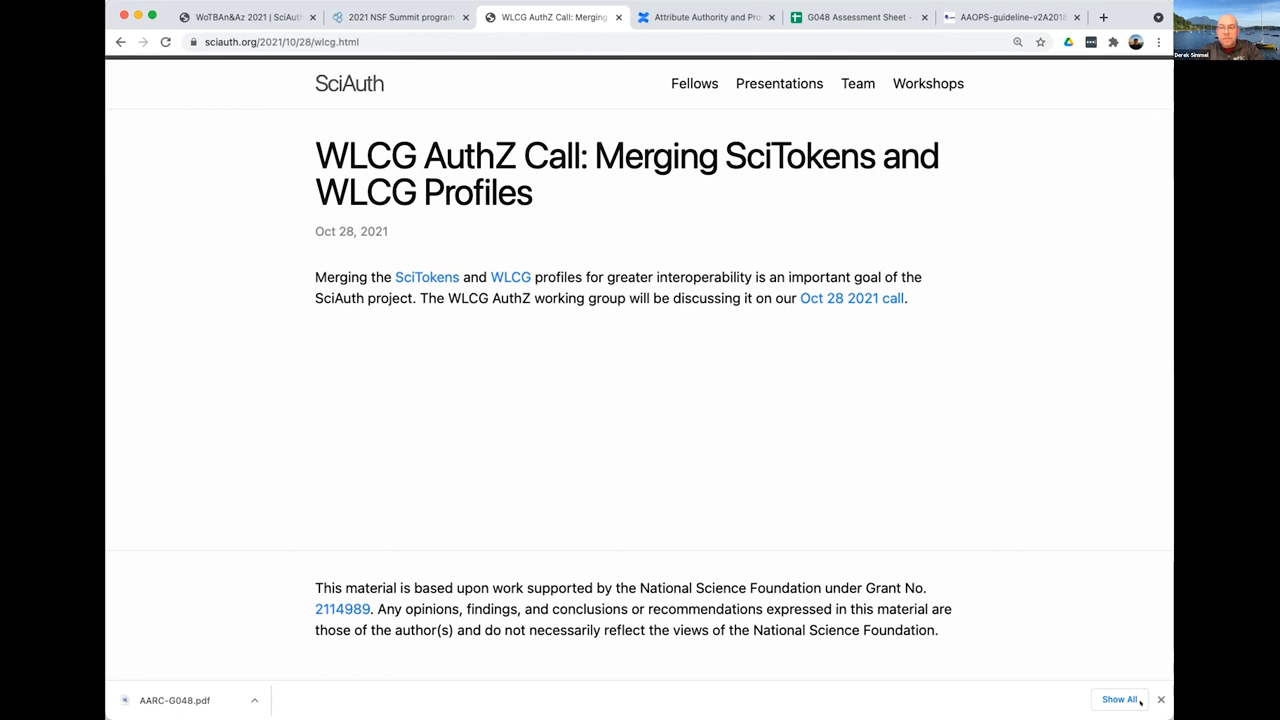 WoTBAn&Az 2021 | SciAuth
2021 NSF Summit program
WLCG AuthZ Call: Merging
Attribute Authority and Pro
G048 Assessment Sheet -
AAOPS-guideline-v2A2018
sciauth.org/2021/10/28/wlcg.html
Derek Simmel
SciAuth
Fellows
Presentations
Team
Workshops
WLCG AuthZ Call: Merging SciTokens and
WLCG Profiles
Oct 28, 2021
Merging the SciTokens and WLCG profiles for greater interoperability is an important goal of the
SciAuth project. The WLCG AuthZ working group will be discussing it on our Oct 28 2021 call.
This material is based upon work supported by the National Science Foundation under Grant No.
2114989. Any opinions, findings, and conclusions or recommendations expressed in this material are
those of the author(s) and do not necessarily reflect the views of the National Science Foundation.
AARC-G048.pdf
Show All